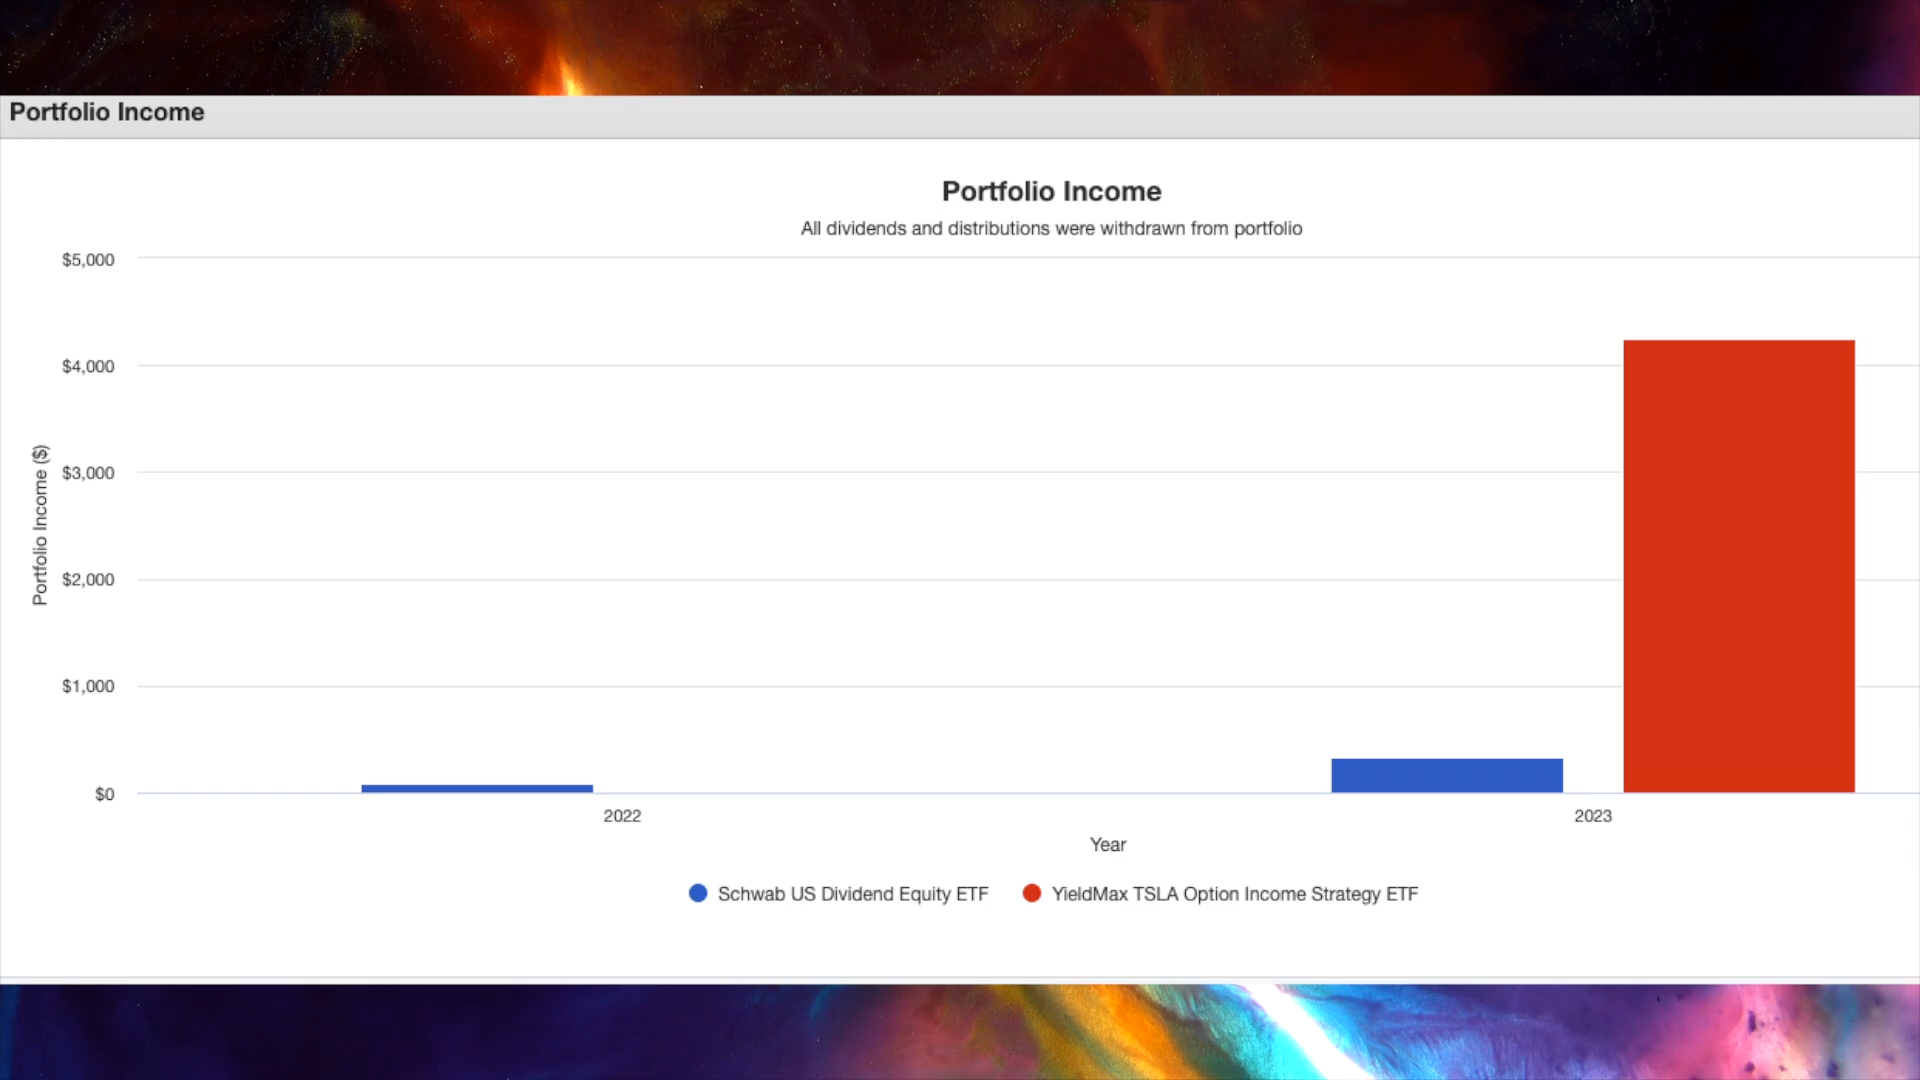 Portfolio Income
Portfolio Income
All dividends and distributions were withdrawn from portfolio
$5,000
$4,000
$3,000
$2,000
$1,000
$0
Portfolio Income ($)
2022
2023
Year
Schwab US Dividend Equity ETF
YieldMax TSLA Option Income Strategy ETF